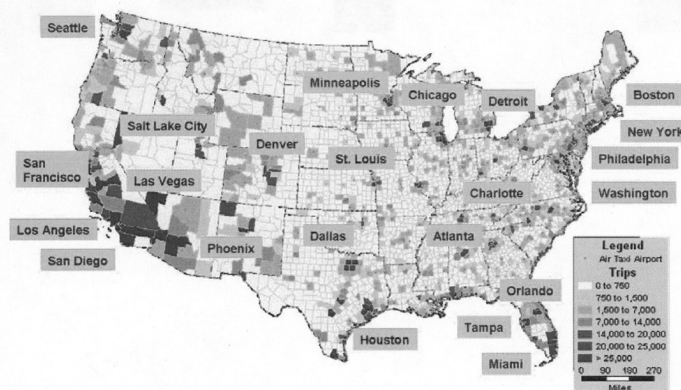 Seattle
Minneapolis
Chicago
Detroit
Boston
New York
Salt Lake City
Denver
St. Louis
Philadelphia
San
Francisco
Las Vegas
Charlotte
Washington
Los Angeles
Phoenix
Dallas
Atlanta
San Diego
Orlando
Houston
Tampa
Miami
Legend
Air Taxi Airport
Trips
0 to 750
750 to 1,500
1,500 to 7,000
7,000 to 14,000
14,000 to 20,000
20,000 to 25,000
> 25,000
0 90 180 270
Miles